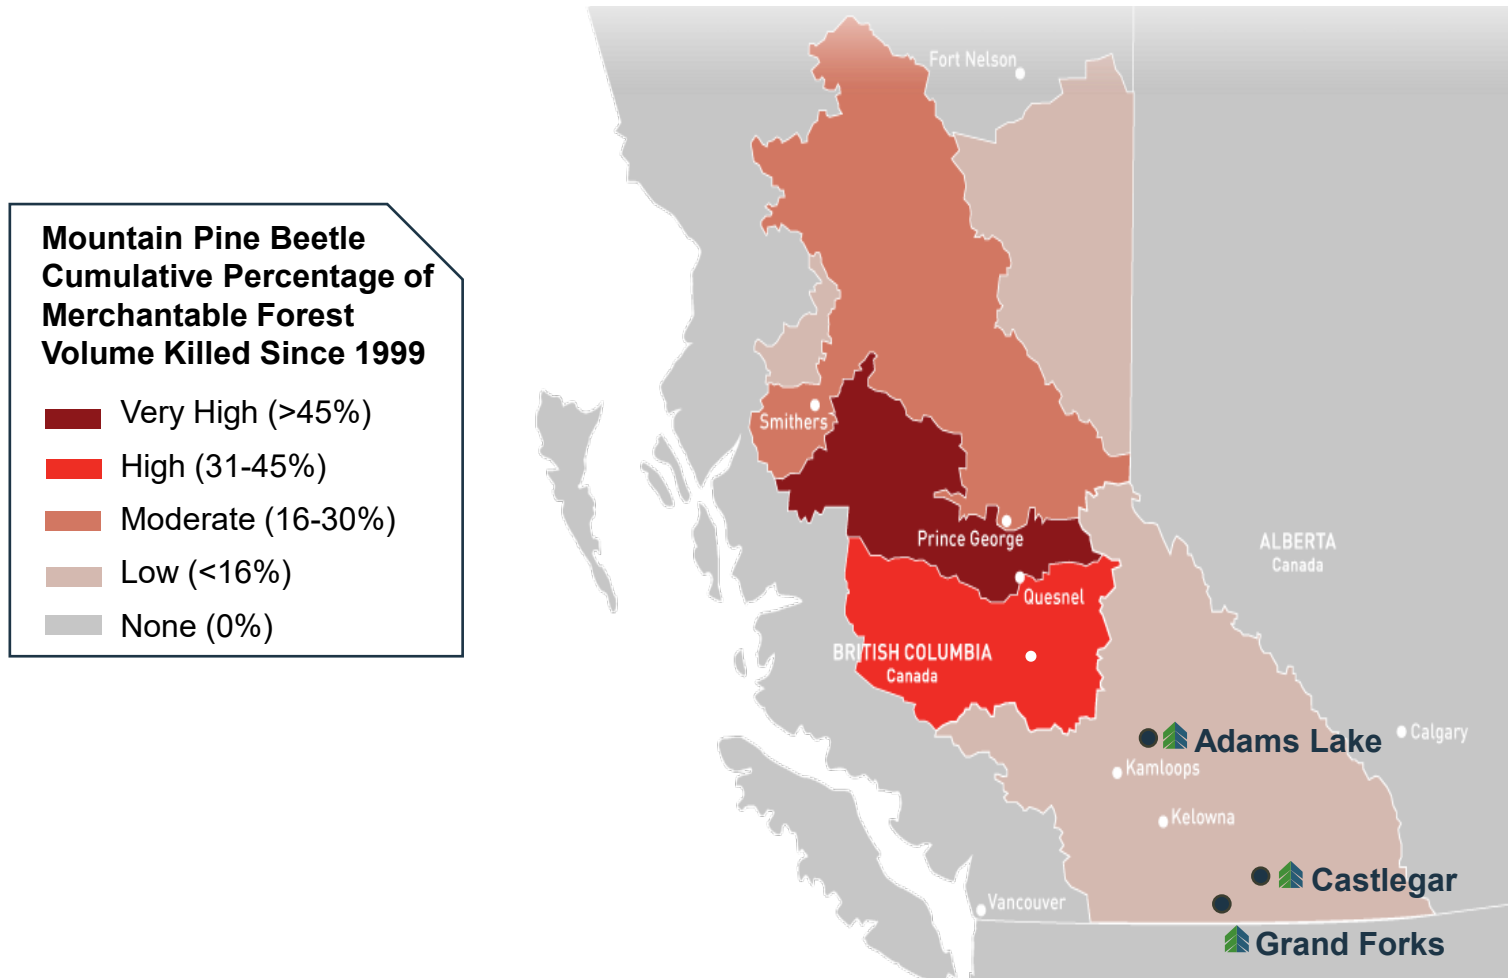 Mountain Pine Beetle
Cumulative Percentage of
Merchantable Forest
Volume Killed Since 1999
Very High (>45%)
High (31-45%)
Moderate (16-30%)
Low (<16%)
None (0%)
Fort Nelson
Smithers
Prince George
Quesnel
BRITISH COLUMBIA
Canada
ALBERTA
Canada
Adams Lake
Calgary
Kamloops
Kelowna
Castlegar
Vancouver
Grand Forks